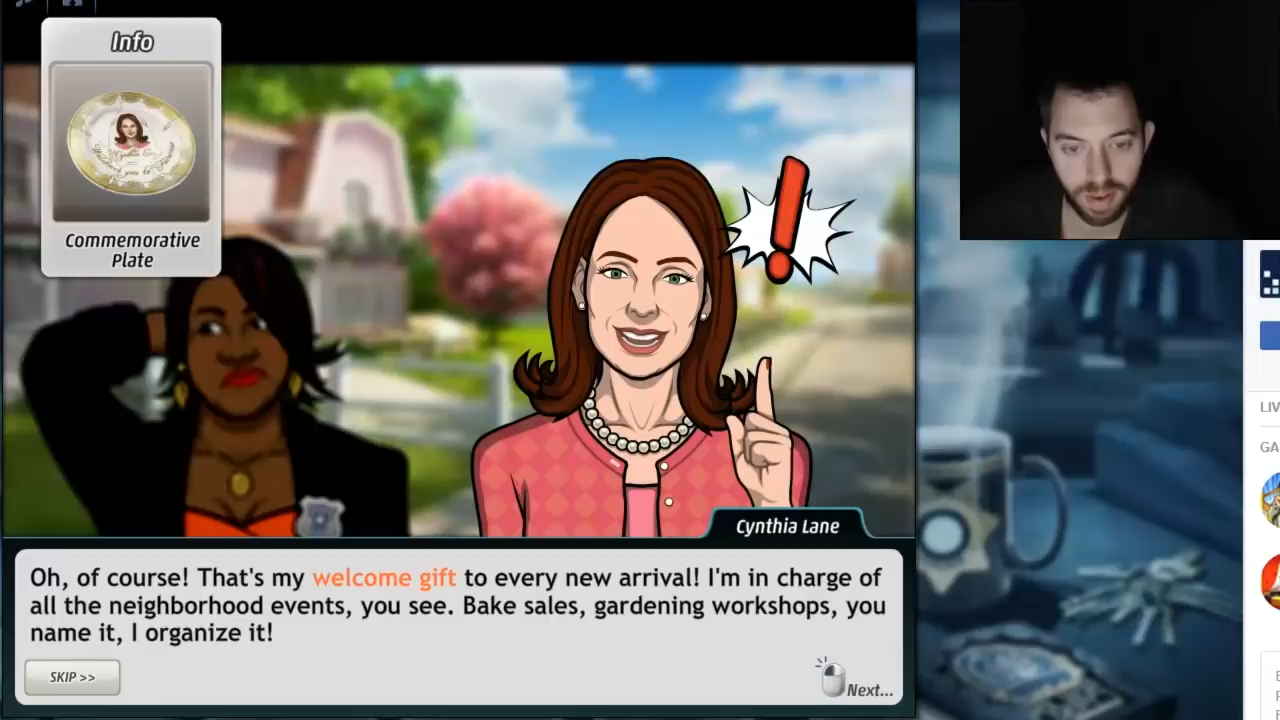 Info
Commemorative
Plate
Cynthia Lane
Oh, of course! That's my welcome gift to every new arrival! I'm in charge of
all the neighborhood events, you see. Bake sales, gardening workshops, you
name it, I organize it!
SKIP >>
Next...
LIV
GA